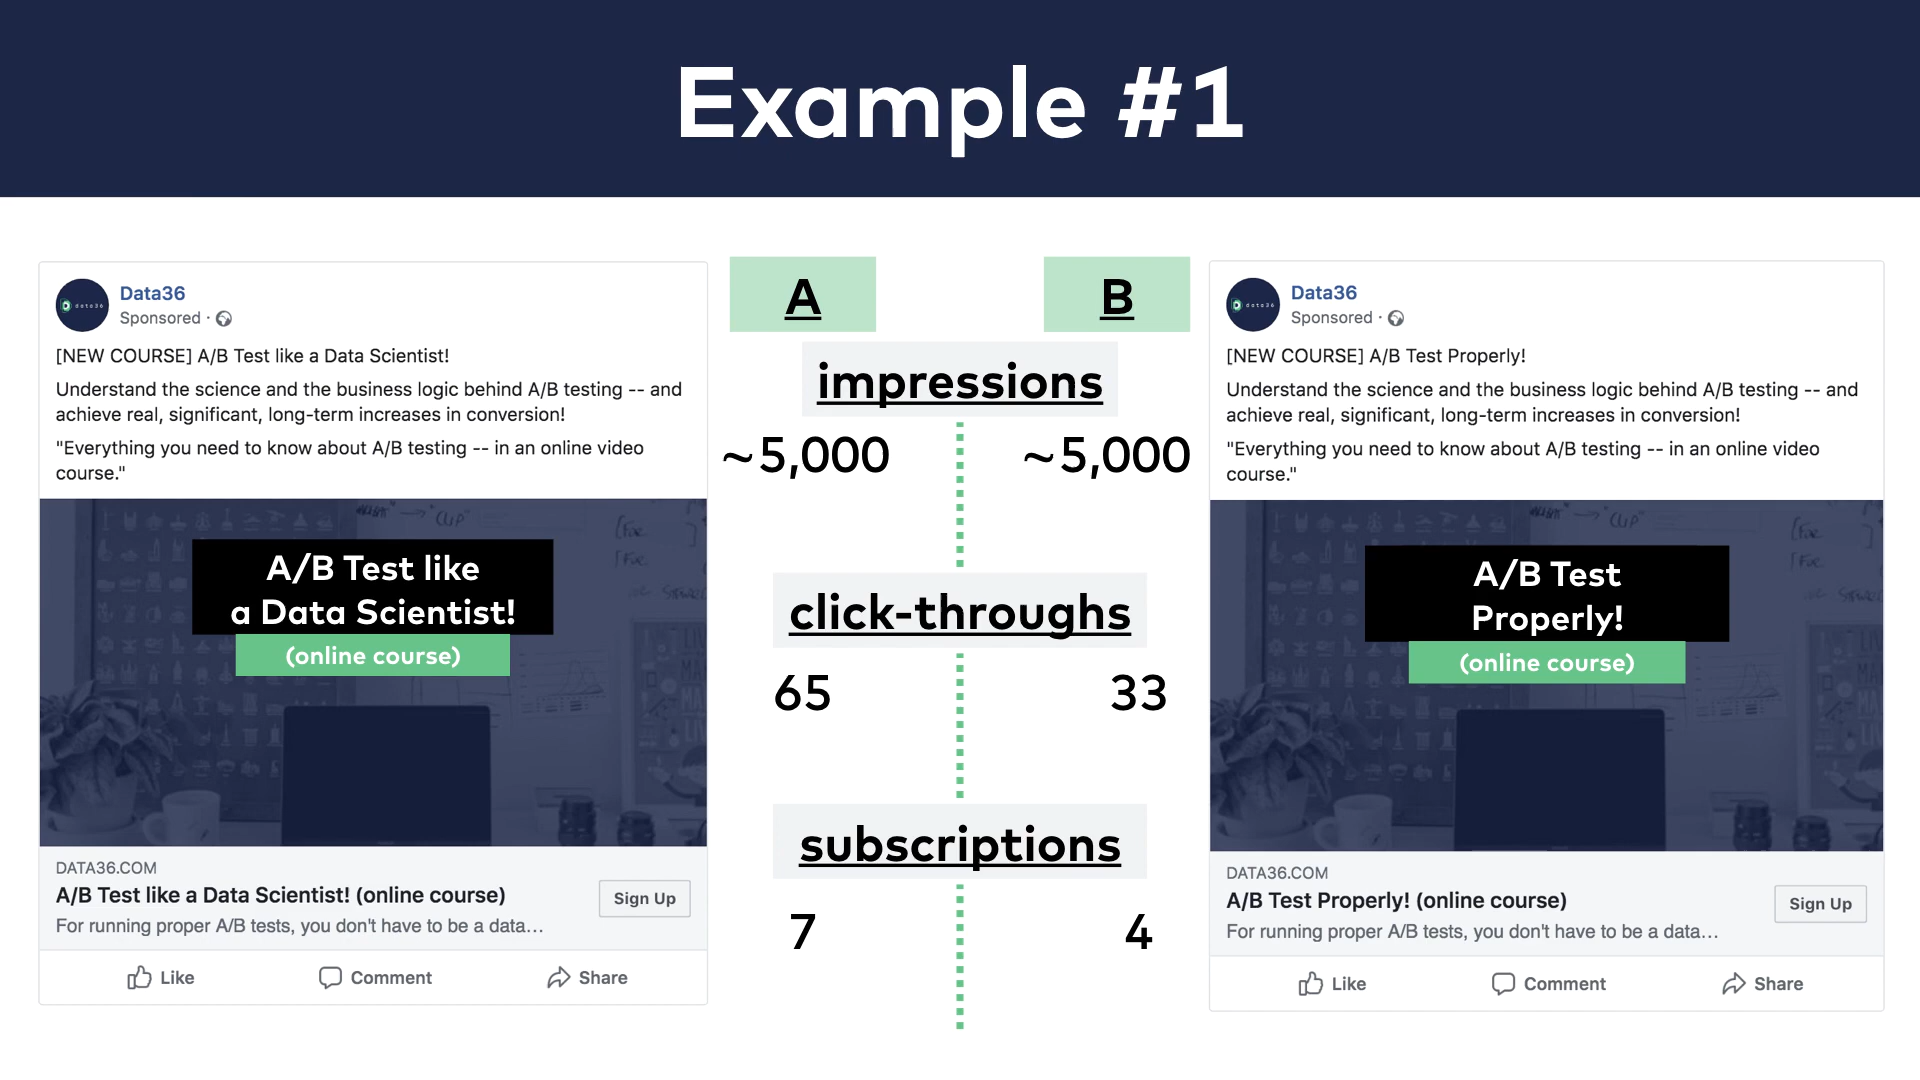 Example #1
Data36
Sponsored ·
[NEW COURSE] A/B Test like a Data Scientist!
Understand the science and the business logic behind A/B testing -- and
achieve real, significant, long-term increases in conversion!
"Everything you need to know about A/B testing -- in an online video
course."
A/B Test like
a Data Scientist!
(online course)
DATA36.COM
A/B Test like a Data Scientist! (online course)
For running proper A/B tests, you don't have to be a data...
Sign Up
Like Comment Share
A B
impressions
~5,000 ~5,000
click-throughs
65 33
subscriptions
7 4
Data36
Sponsored ·
[NEW COURSE] A/B Test Properly!
Understand the science and the business logic behind A/B testing -- and
achieve real, significant, long-term increases in conversion!
"Everything you need to know about A/B testing -- in an online video
course."
A/B Test
Properly!
(online course)
DATA36.COM
A/B Test Properly! (online course)
For running proper A/B tests, you don't have to be a data...
Sign Up
Like Comment Share